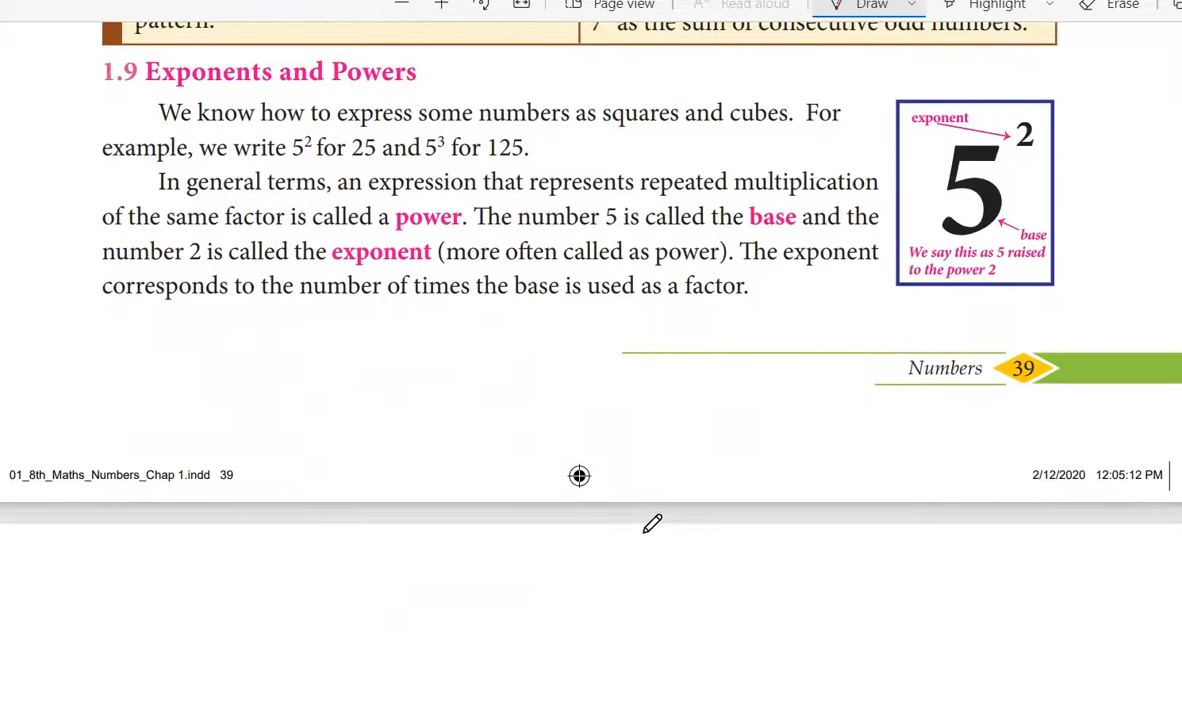 Page view
Read aloud
Draw
Highlight
Erase
pattern.
7 as the sum of consecutive odd numbers.
1.9 Exponents and Powers
We know how to express some numbers as squares and cubes. For
example, we write 5² for 25 and 5³ for 125.
In general terms, an expression that represents repeated multiplication
of the same factor is called a power. The number 5 is called the base and the
number 2 is called the exponent (more often called as power). The exponent
corresponds to the number of times the base is used as a factor.
exponent
2
5
base
We say this as 5 raised
to the power 2
Numbers 39
01_8th_Maths_Numbers_Chap 1.indd 39
2/12/2020 12:05:12 PM